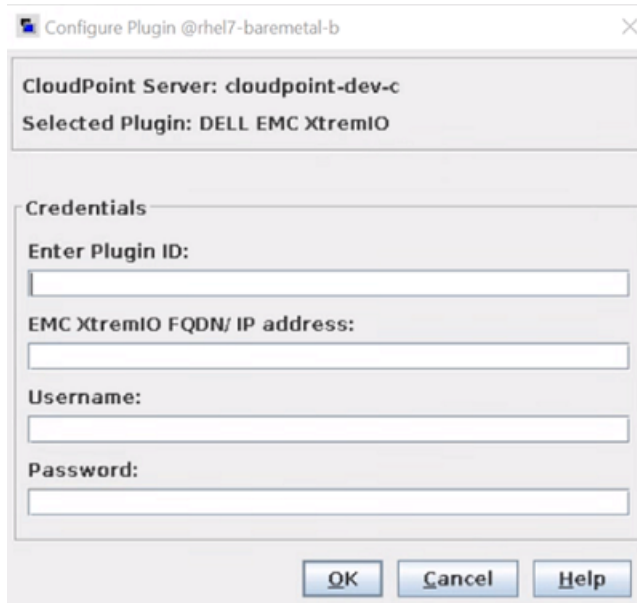 Configure Plugin @rhel7-baremetal-b
CloudPoint Server: cloudpoint-dev-c
Selected Plugin: DELL EMC XtremIO
Credentials
Enter Plugin ID:
EMC XtremIO FQDN/ IP address:
Username:
Password:
OK Cancel Help